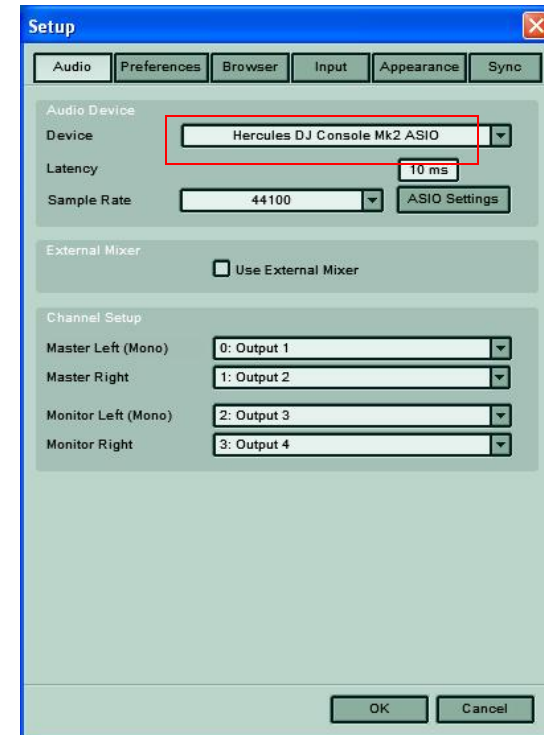 Setup
Audio Preferences Browser Input Appearance Sync
Audio Device
Device Hercules DJ Console Mk2 ASIO
Latency 10 ms
Sample Rate 44100 ASIO Settings
External Mixer
Use External Mixer
Channel Setup
Master Left (Mono) 0: Output 1
Master Right 1: Output 2
Monitor Left (Mono) 2: Output 3
Monitor Right 3: Output 4
OK Cancel